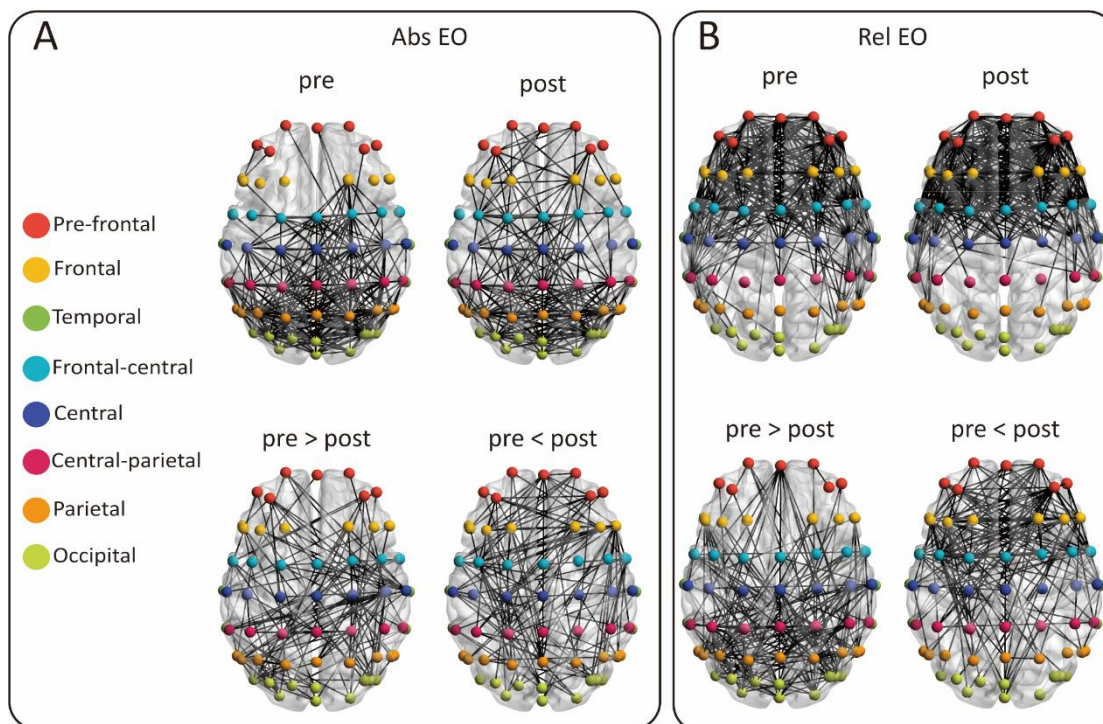 A
Abs EO
pre
post
Pre-frontal
Frontal
Temporal
Frontal-central
Central
Central-parietal
Parietal
Occipital
pre > post
pre < post
B
Rel EO
pre
post
pre > post
pre < post